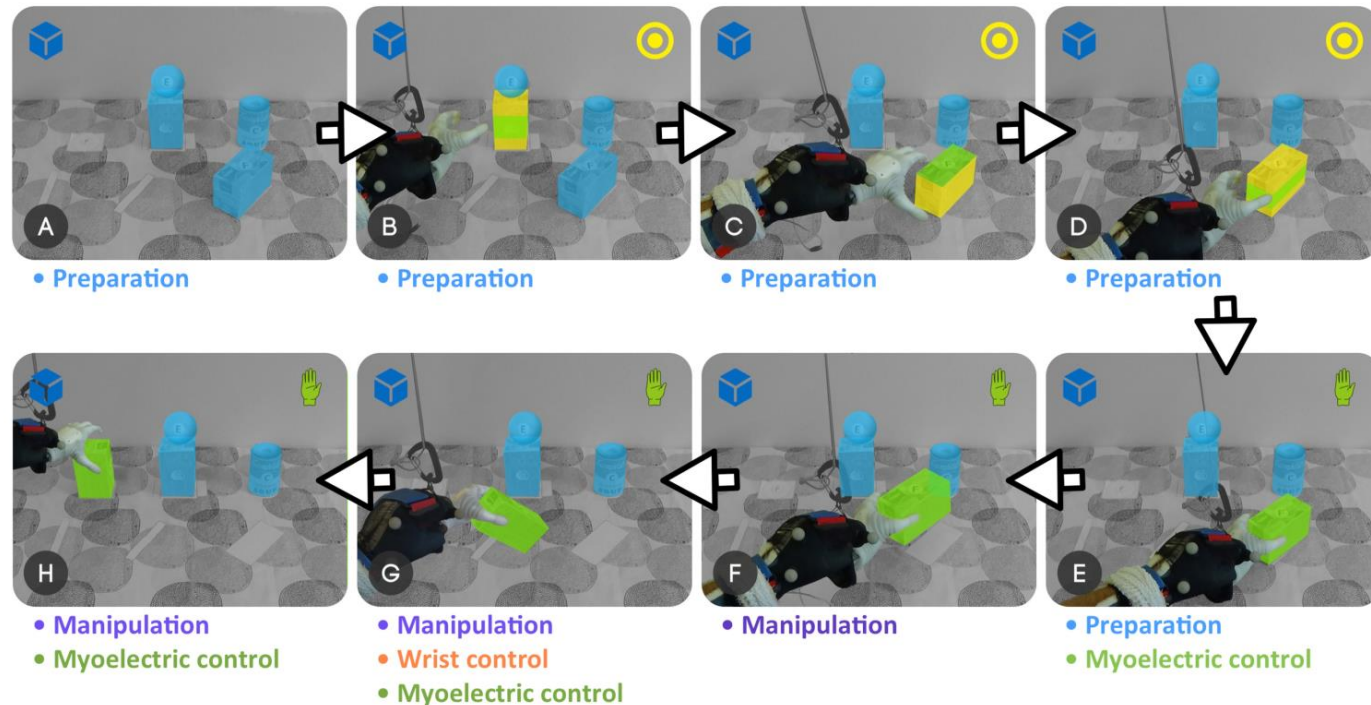 E
A
• Preparation
E
B
• Preparation
E
C
• Preparation
E
D
• Preparation
E
E
• Preparation
• Myoelectric control
E
F
• Manipulation
E
G
• Manipulation
• Wrist control
• Myoelectric control
E
H
• Manipulation
• Myoelectric control